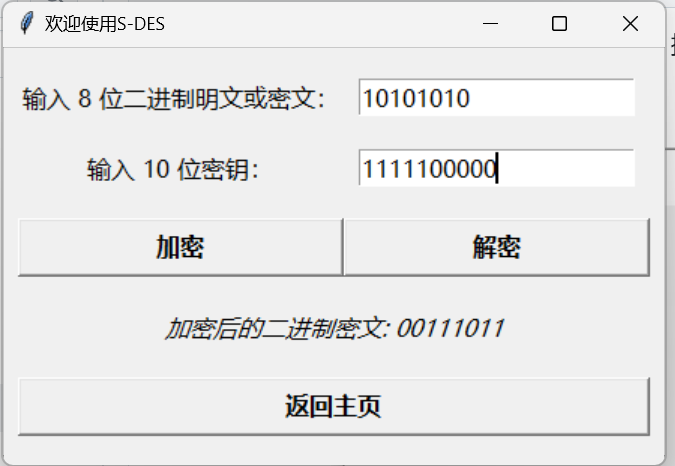 欢迎使用S-DES
输入 8 位二进制明文或密文： 10101010
输入 10 位密钥： 1111100000
加密 解密
加密后的二进制密文: 00111011
返回主页